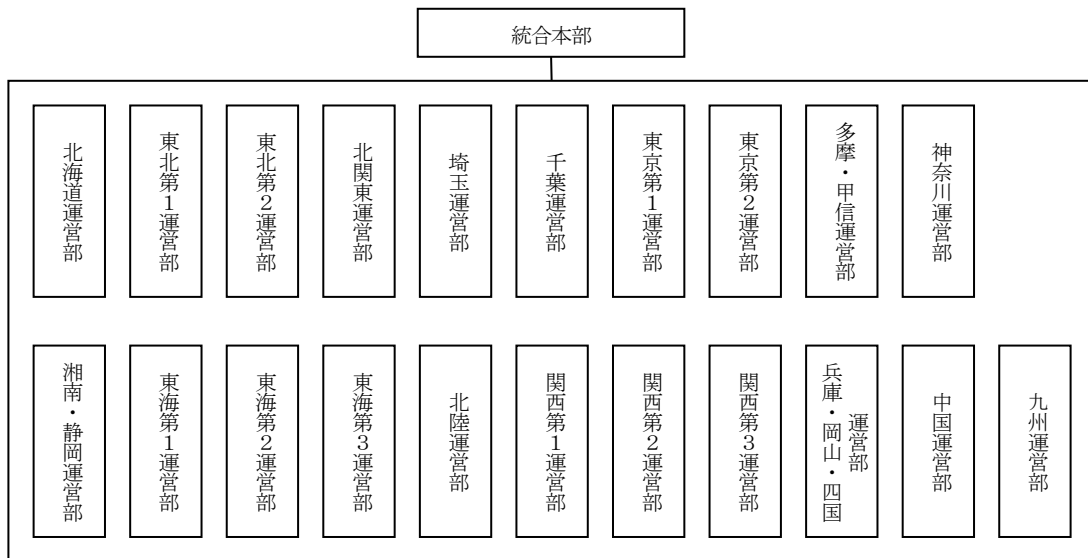 統合本部
北海道運営部
東北第1運営部
東北第2運営部
北関東運営部
埼玉運営部
千葉運営部
東京第1運営部
東京第2運営部
多摩・甲信運営部
神奈川運営部
湘南・静岡運営部
東海第1運営部
東海第2運営部
東海第3運営部
北陸運営部
関西第1運営部
関西第2運営部
関西第3運営部
兵庫・岡山・四国
運営部
中国運営部
九州運営部